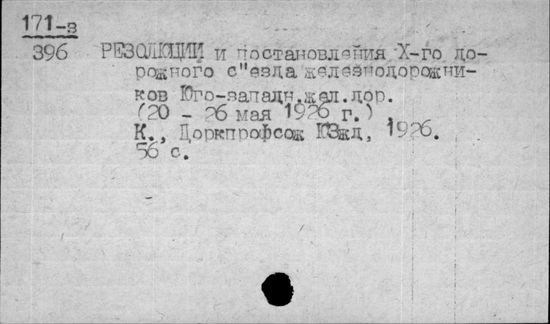 171-з
396 РЕЗОЛЮЦИИ и постановления X-го до-
рожного с"езда железнодорожни-
ков Юго-западн.жел.дор.
(20 - 26 мая 1926 г.)
К., Доркпрофсож ЮЗжд, 1926.
56 с.